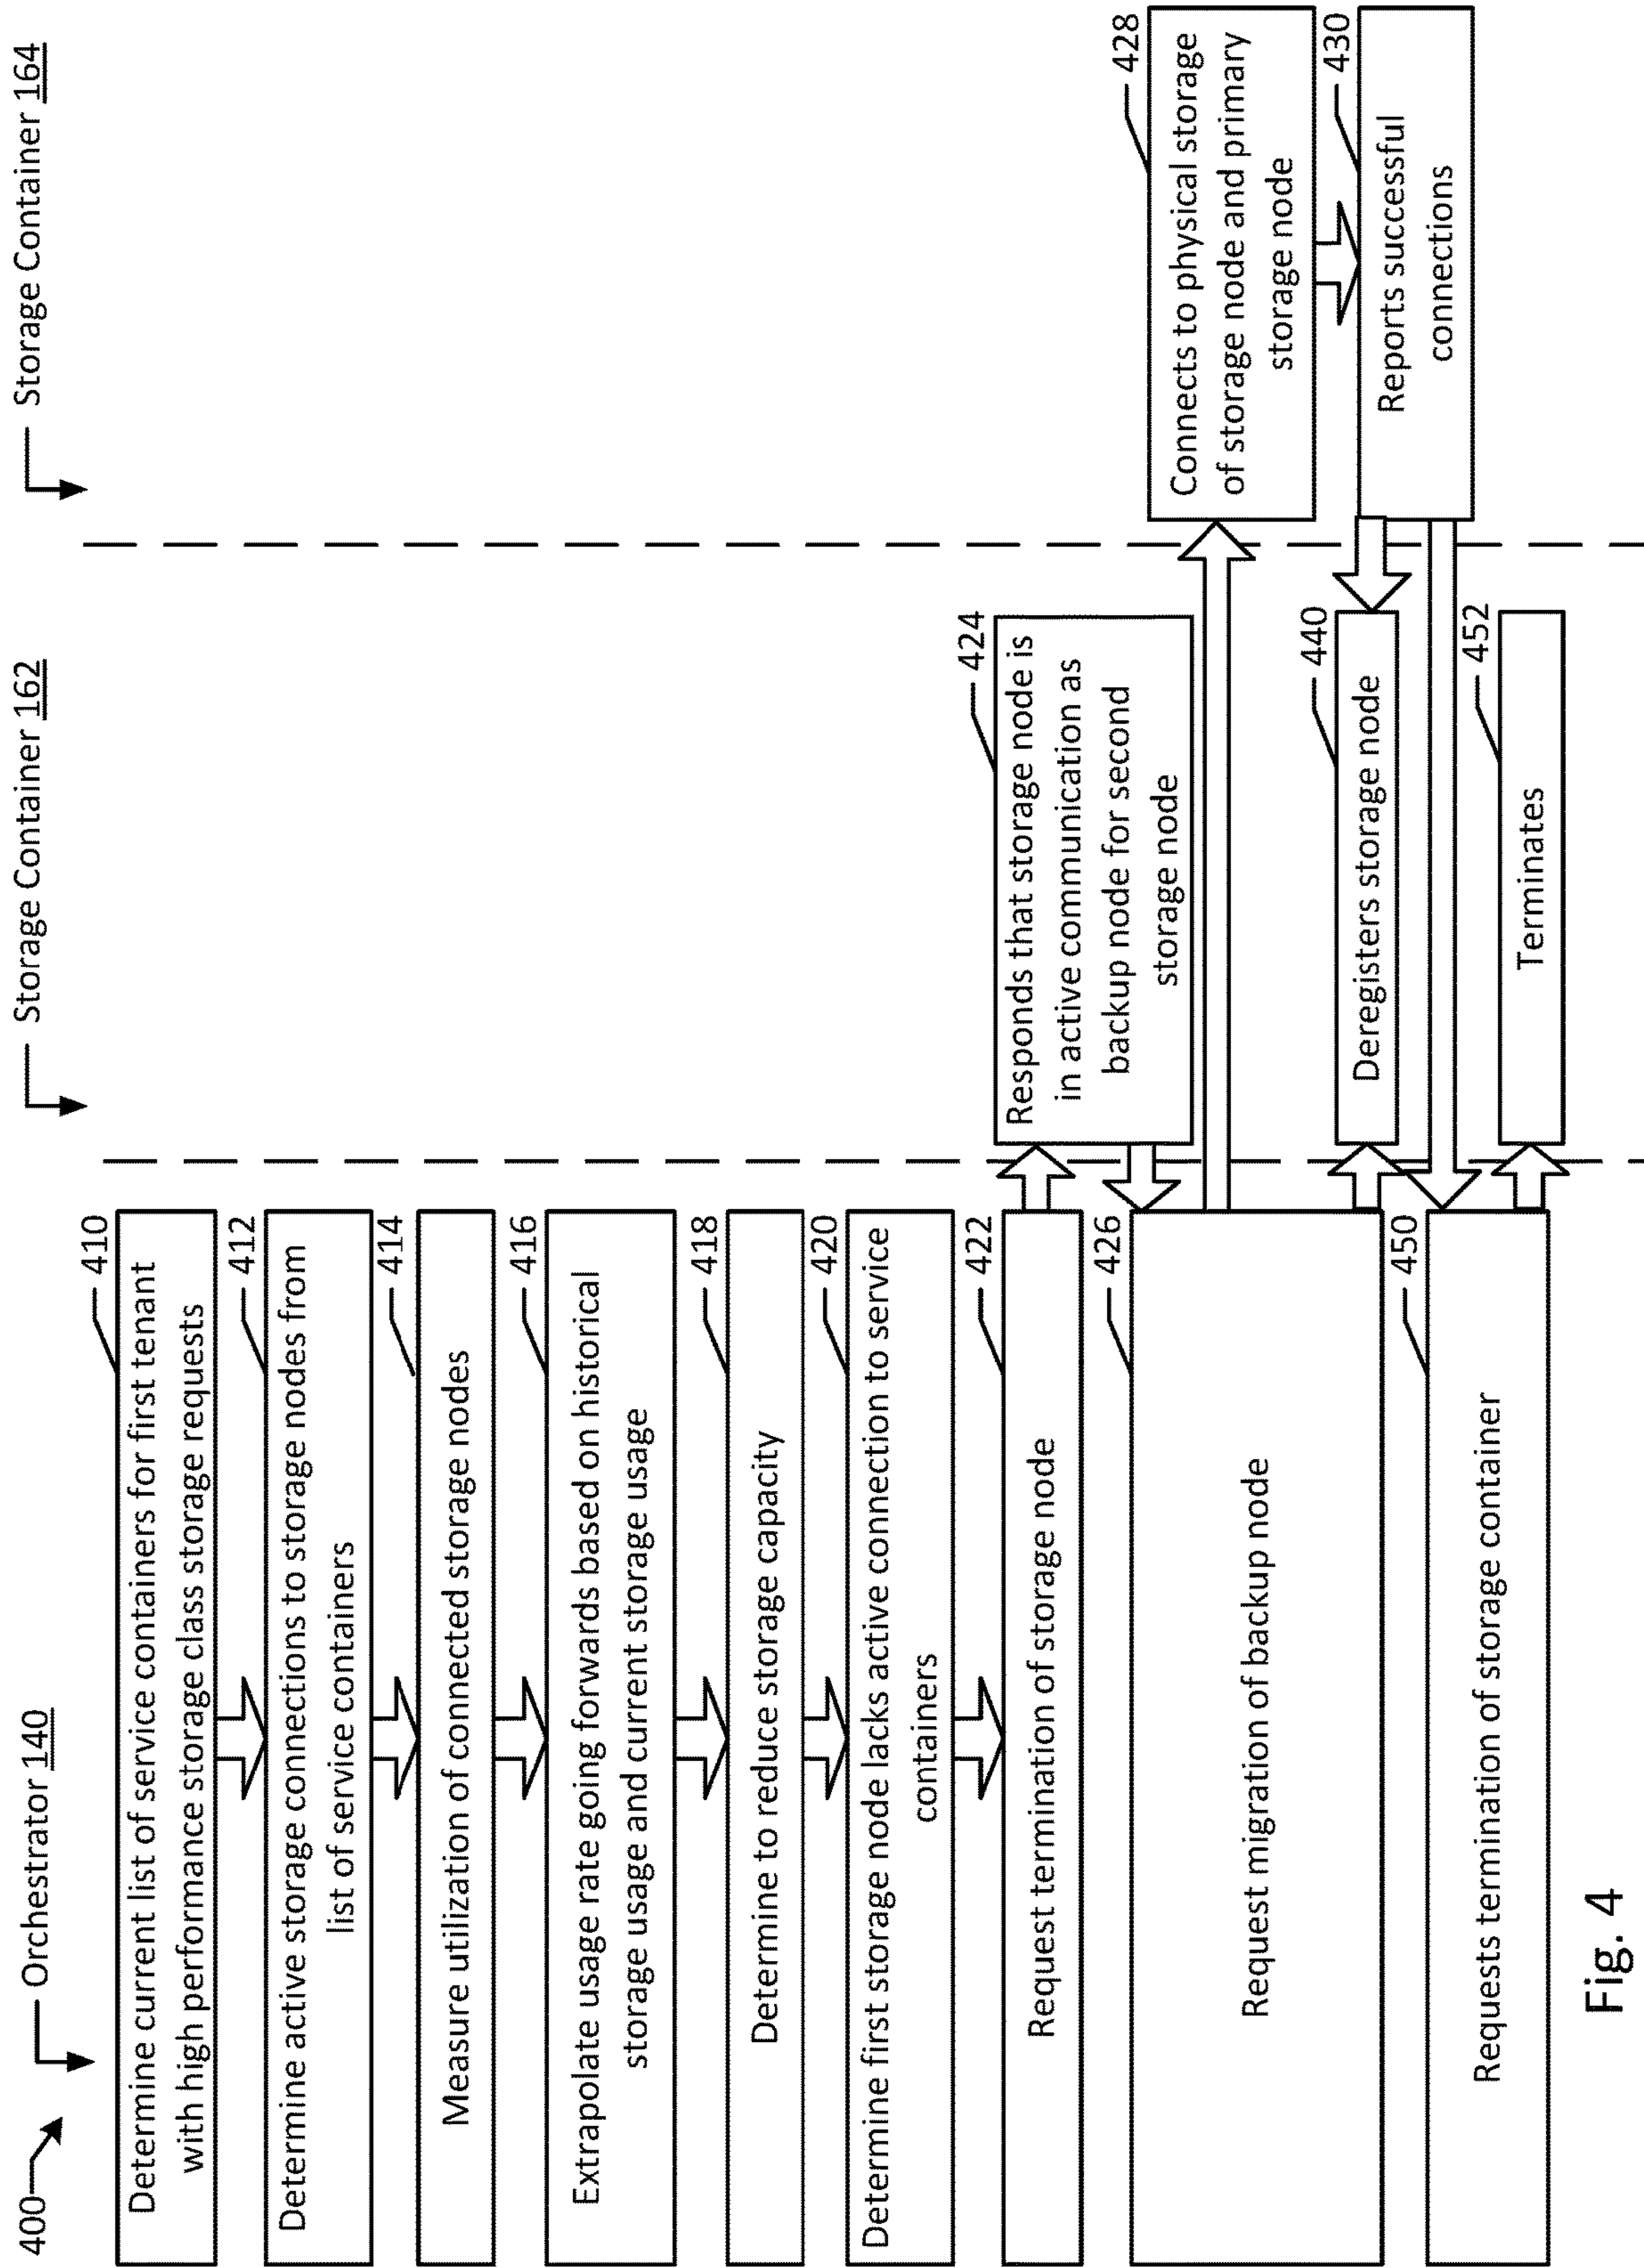 400
Orchestrator 140
Storage Container 162
Storage Container 164
410
Determine current list of service containers for first tenant
with high performance storage class storage requests
412
Determine active storage connections to storage nodes from
list of service containers
414
Measure utilization of connected storage nodes
416
Extrapolate usage rate going forwards based on historical
storage usage and current storage usage
418
Determine to reduce storage capacity
420
Determine first storage node lacks active connection to service
containers
422
Request termination of storage node
424
Responds that storage node is
in active communication as
backup node for second
storage node
426
Request migration of backup node
428
Connects to physical storage
of storage node and primary
storage node
430
Reports successful
connections
440
Deregisters storage node
450
Requests termination of storage container
452
Terminates
Fig. 4